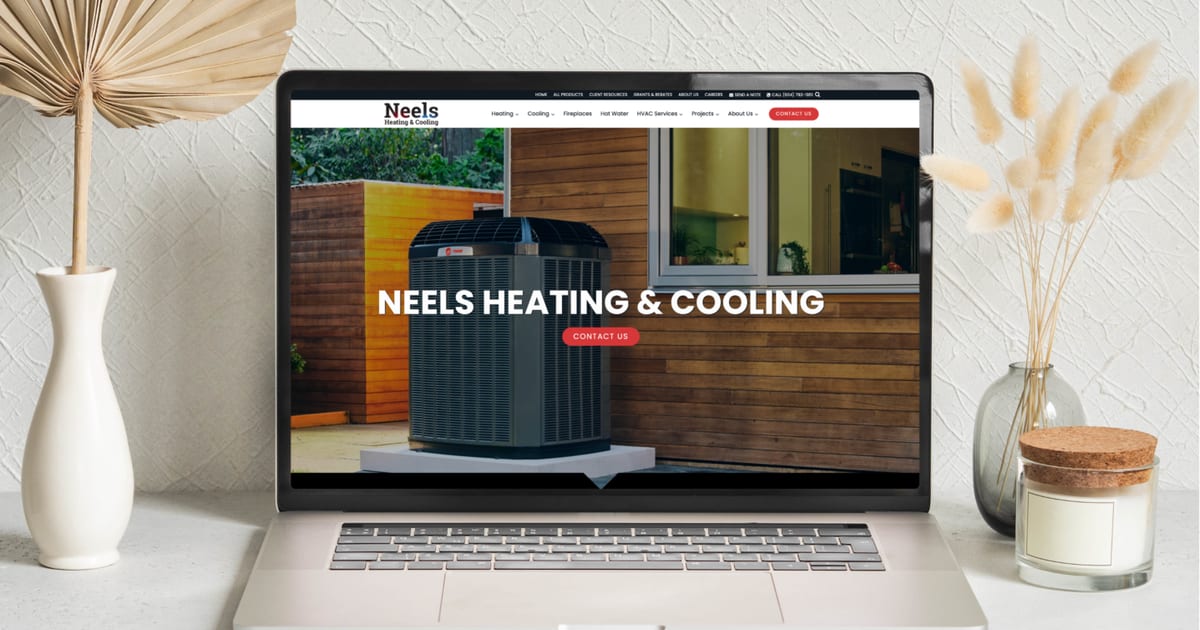 HOME ALL PRODUCTS CLIENT RESOURCES GRANTS & REBATES ABOUT US CAREERS SEND A NOTE
Neels
Heating & Cooling
Heating Cooling Fireplaces Hot Water HVAC Services Projects About Us CONTACT US
NEELS HEATING & COOLING
CONTACT US